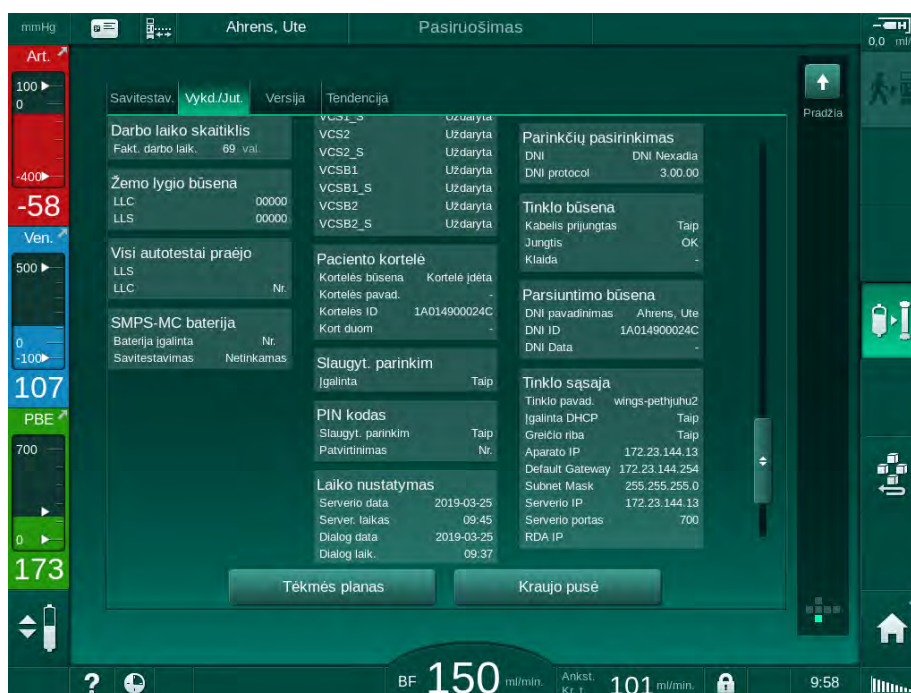 mmHg
Ahrens, Ute
Pasiruošimas
0,0 ml/
Art.
100
0
-400
-58
Ven.
500
0
-100
107
PBE
700
0
173
Savitestav. Vykd./Jut. Versija Tendencija
Pradžia
Darbo laiko skaitiklis
Fakt. darbo laik. 69 val.
Žemo lygio būsena
LLC 00000
LLS 00000
Visi autotestai praėjo
LLS
LLC Nr.
SMPS-MC baterija
Baterija įgalinta Nr.
Savitestavimas Netinkamas
VCS1_S Uždaryta
VCS2 Uždaryta
VCS2_S Uždaryta
VCSB1 Uždaryta
VCSB1_S Uždaryta
VCSB2 Uždaryta
VCSB2_S Uždaryta
Paciento kortelė
Kortelės būsena Kortelė įdėta
Kortelės pavad. -
Kortelės ID 1A014900024C
Kort duom -
Slaugyt. parinkim
Įgalinta Taip
PIN kodas
Slaugyt. parinkim Taip
Patvirtinimas Nr.
Laiko nustatymas
Serverio data 2019-03-25
Server. laikas 09:45
Dialog data 2019-03-25
Dialog laik. 09:37
Parinkčių pasirinkimas
DNI DNI Nexadia
DNI protocol 3.00.00
Tinklo būsena
Kabelis prijungtas Taip
Jungtis OK
Klaida -
Parsiuntimo būsena
DNI pavadinimas Ahrens, Ute
DNI ID 1A014900024C
DNI Data -
Tinklo sąsaja
Tinklo pavad. wings-pethjuhu2
Įgalinta DHCP Taip
Greičio riba Taip
Aparato IP 172.23.144.13
Default Gateway 172.23.144.254
Subnet Mask 255.255.255.0
Serverio IP 172.23.144.13
Serverio portas 700
RDA IP
Tėkmės planas
Kraujo pusė
BF 150 ml/min.
Ankst.
Kr. t. 101 ml/min.
9:58